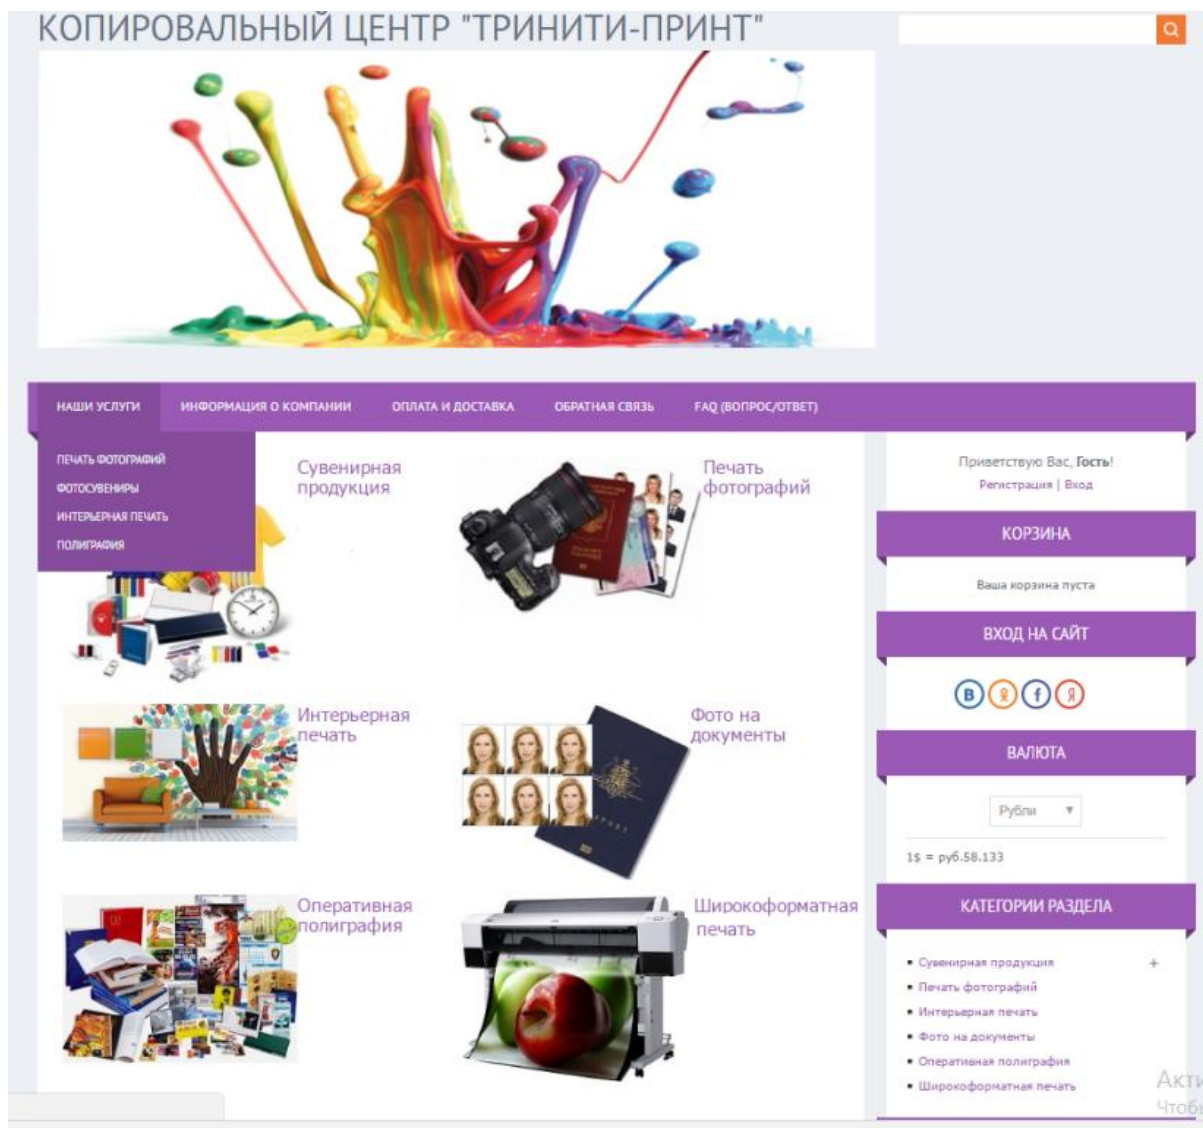 КОПИРОВАЛЬНЫЙ ЦЕНТР "ТРИНИТИ-ПРИНТ"
НАШИ УСЛУГИ
ИНФОРМАЦИЯ О КОМПАНИИ
ОПЛАТА И ДОСТАВКА
ОБРАТНАЯ СВЯЗЬ
FAQ (ВОПРОС/ОТВЕТ)
ПЕЧАТЬ ФОТОГРАФИЙ
ФОТОСУВЕНИРЫ
ИНТЕРЬЕРНАЯ ПЕЧАТЬ
ПОЛИГРАФИЯ
Сувенирная
продукция
Печать
фотографий
Интерьерная
печать
Фото на
документы
Оперативная
полиграфия
Широкоформатная
печать
Приветствую Вас, Гость!
Регистрация | Вход
КОРЗИНА
Ваша корзина пуста
ВХОД НА САЙТ
ВАЛЮТА
Рубли
1$ = руб.58.133
КАТЕГОРИИ РАЗДЕЛА
Сувенирная продукция +
Печать фотографий
Интерьерная печать
Фото на документы
Оперативная полиграфия
Широкоформатная печать